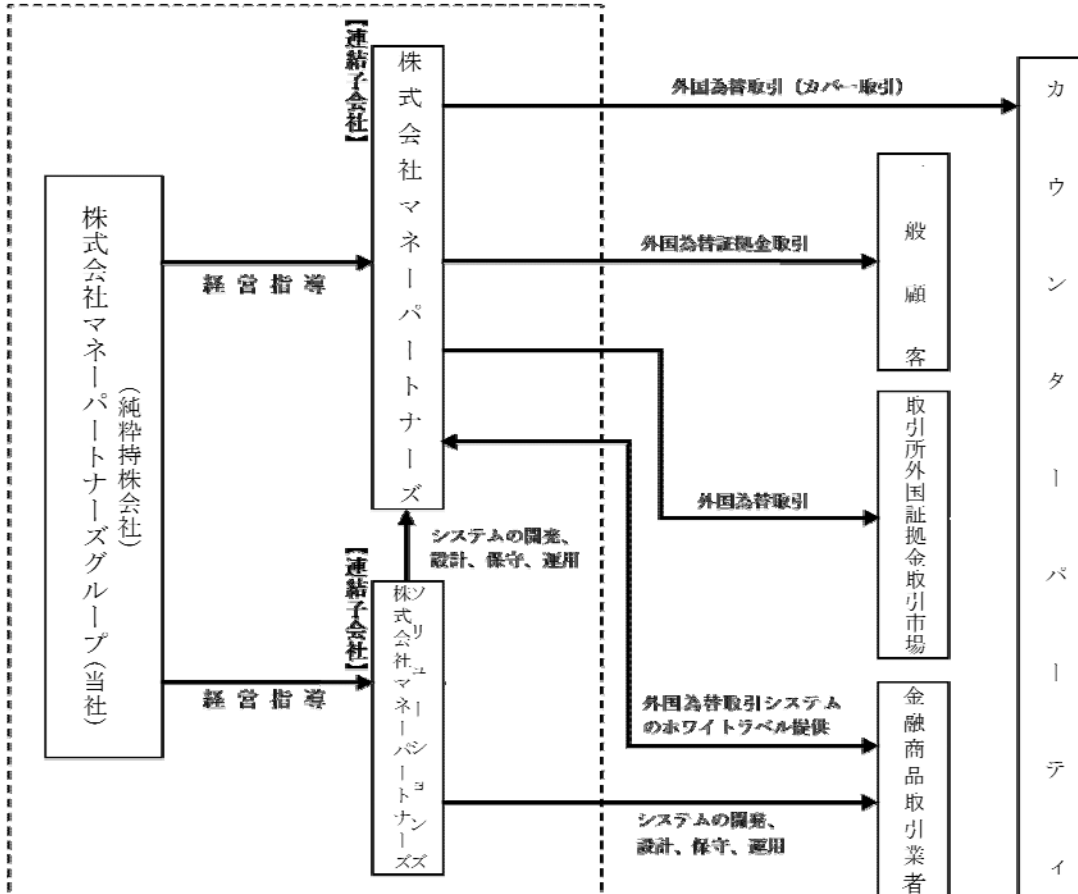 株式会社マネーパートナーズグループ(当社)
(純粋持株会社)
経営指導
経営指導
【連結子会社】
株式会社マネーパートナーズ
【連結子会社】
株式会社マネーパートナーズ
ソリューションズ
システムの開発、
設計、保守、運用
外国為替取引(カバー取引)
外国為替証拠金取引
外国為替取引
外国為替取引システム
のホワイトラベル提供
システムの開発、
設計、保守、運用
一般顧客
取引所外国証拠金取引市場
金融商品取引業者
カウンターパーティ